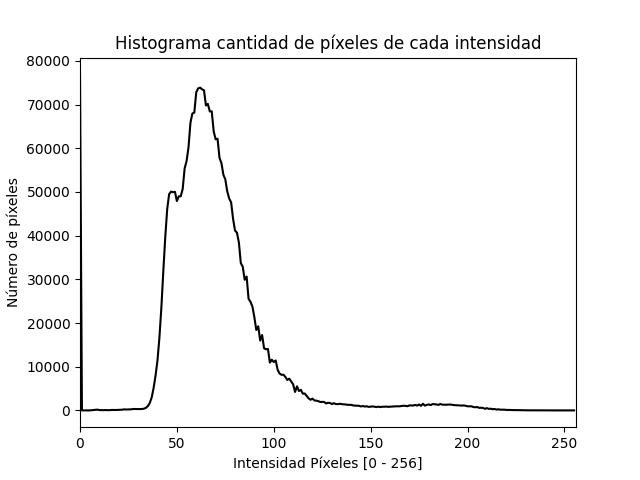 Histograma cantidad de píxeles de cada intensidad
80000
70000
60000
50000
40000
30000
20000
10000
0
Número de píxeles
0 50 100 150 200 250
Intensidad Píxeles [0 - 256]